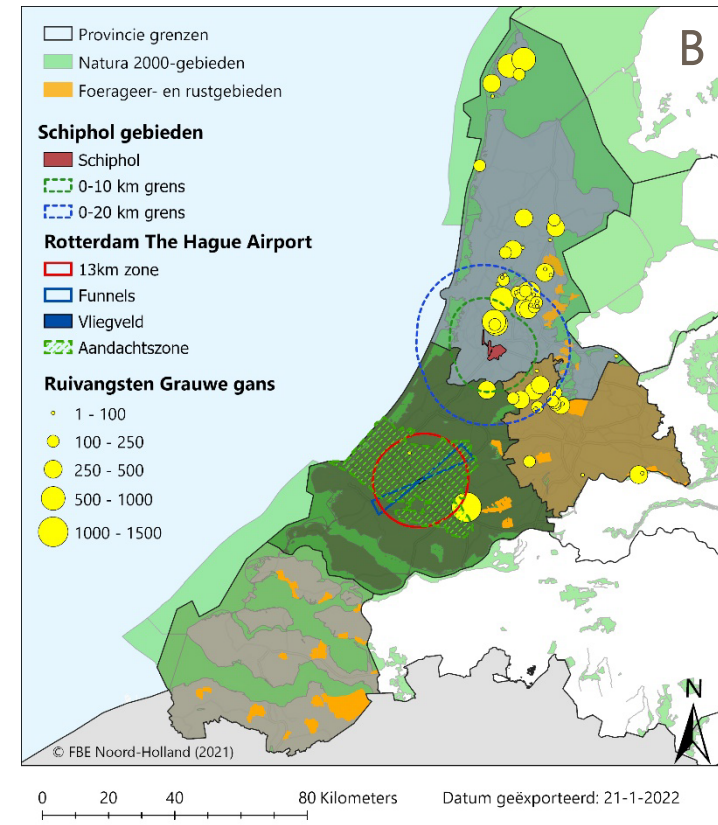 B
Provincie grenzen
Natura 2000-gebieden
Foerageer- en rustgebieden
Schiphol gebieden
Schiphol
0-10 km grens
0-20 km grens
Rotterdam The Hague Airport
13km zone
Funnels
Vliegveld
Aandachtszone
Ruivangsten Grauwe gans
1 - 100
100 - 250
250 - 500
500 - 1000
1000 - 1500
N
© FBE Noord-Holland (2021)
0 20 40 80 Kilometers
Datum geëxporteerd: 21-1-2022